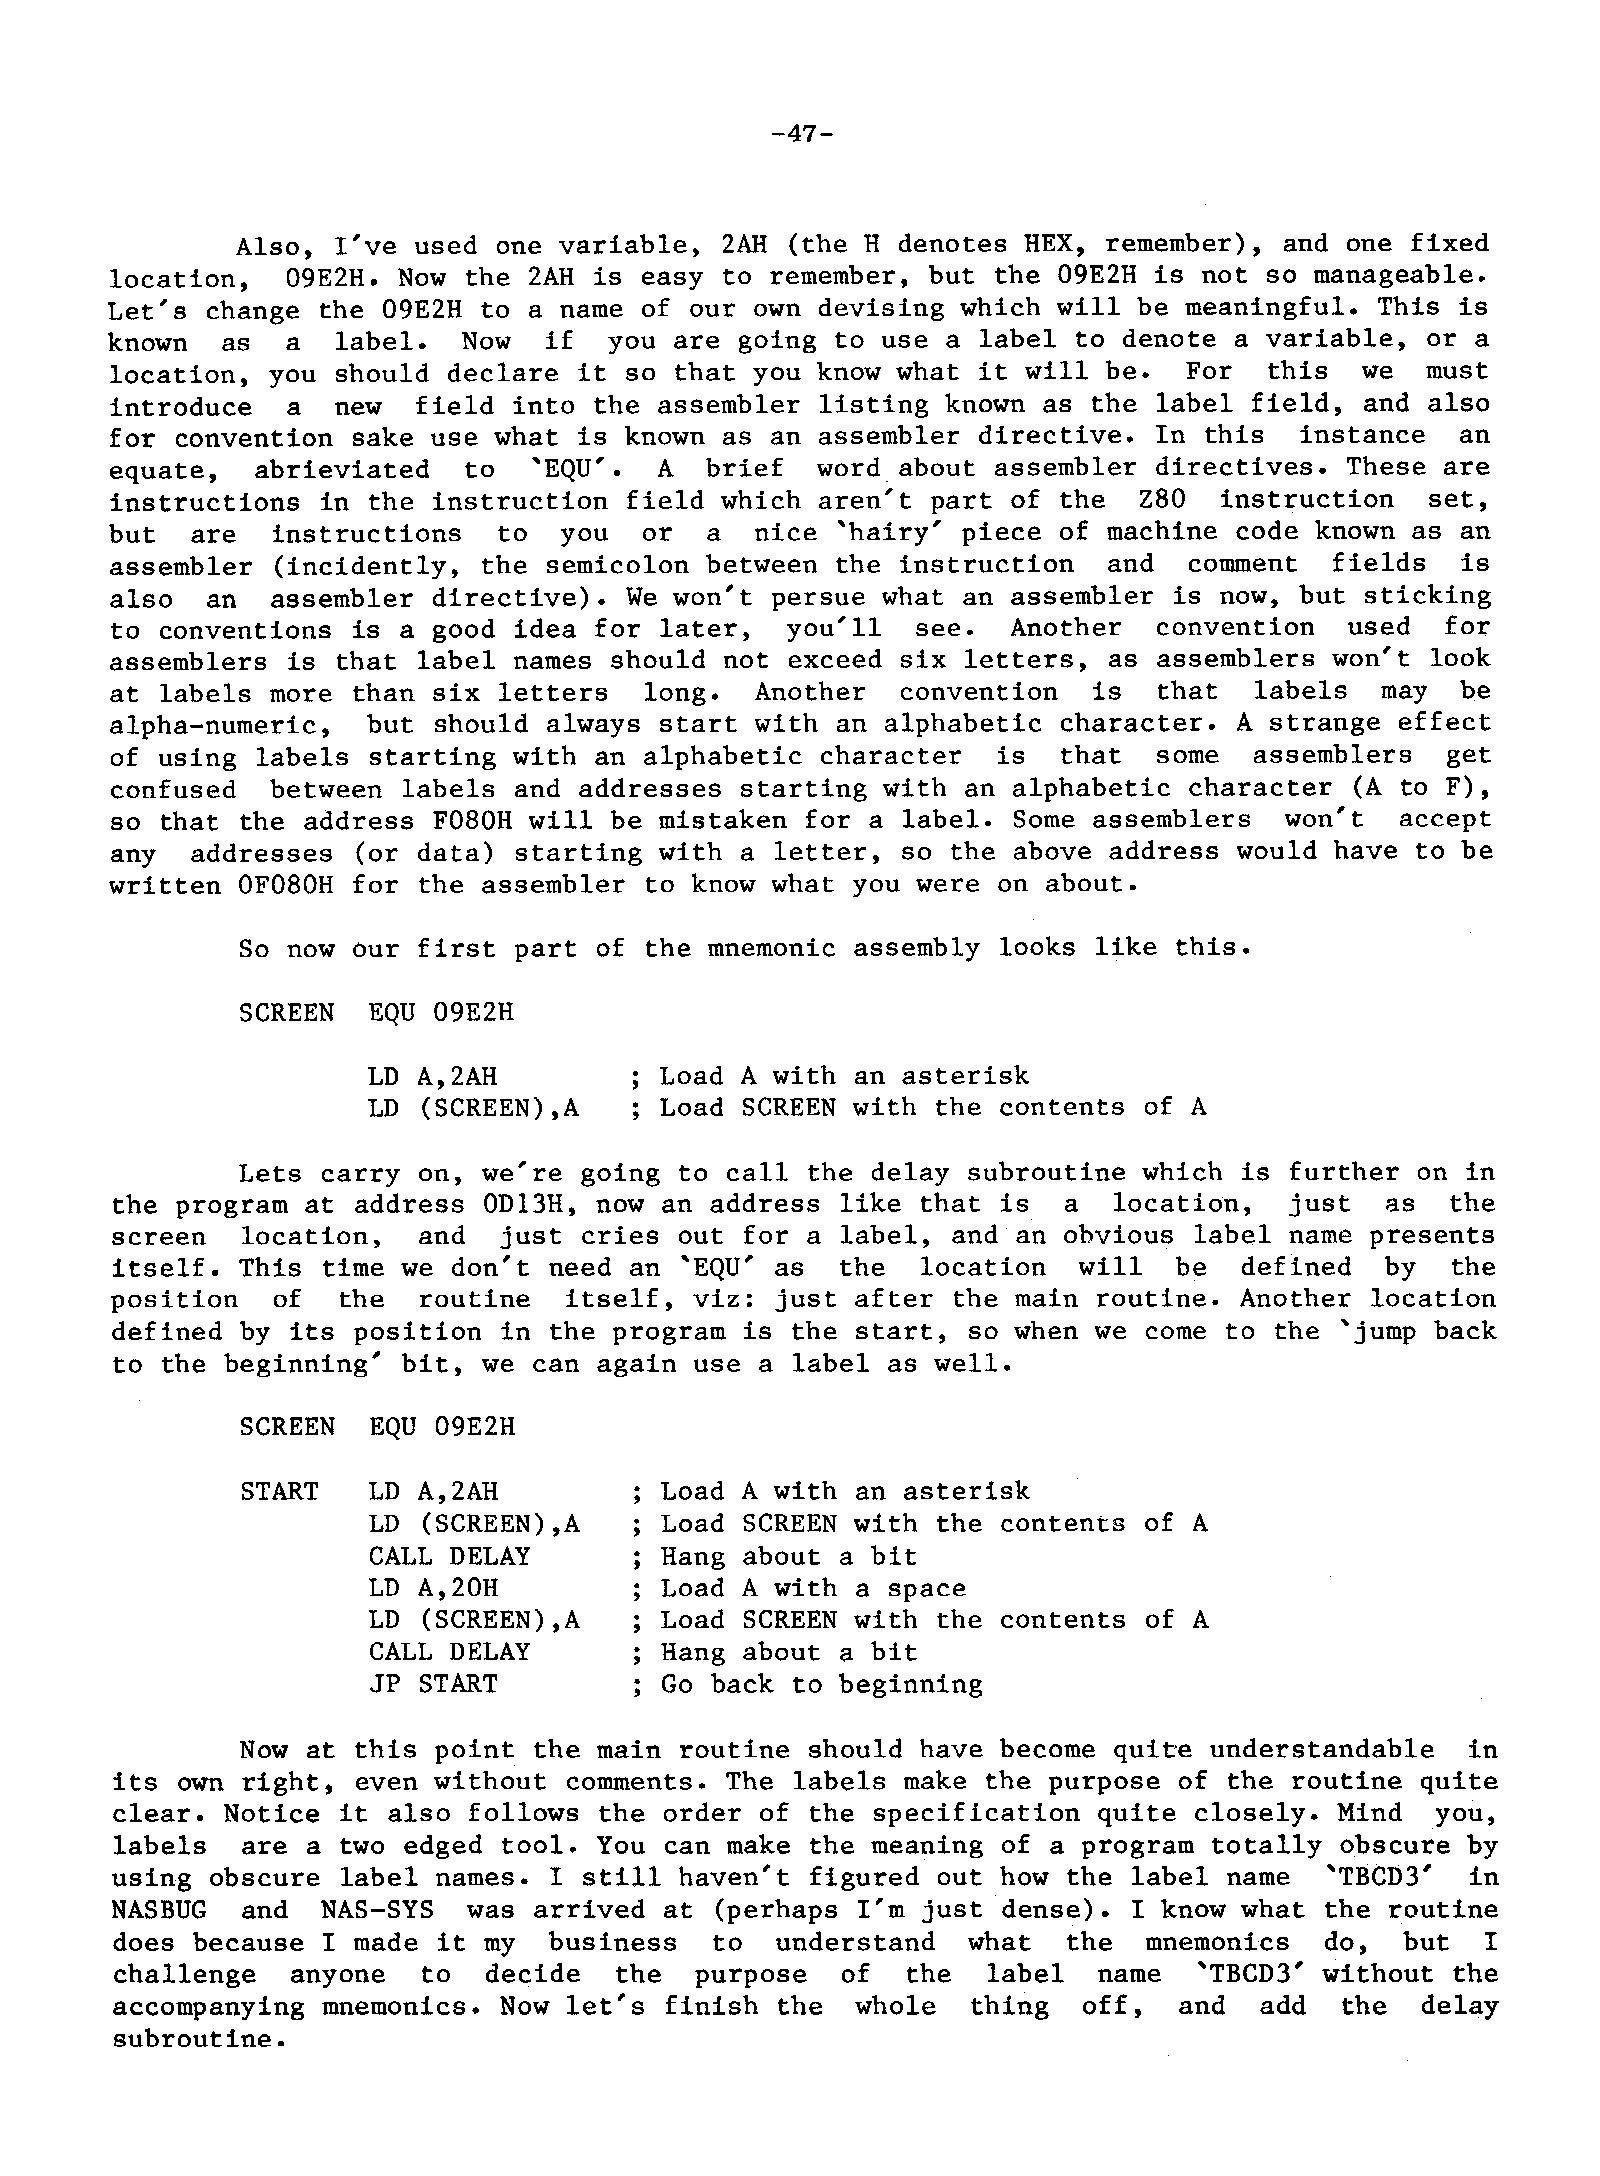 -47-
Also, I've used one variable, 2AH (the H denotes HEX, remember), and one fixed
location, 09E2H. Now the 2AH is easy to remember, but the 09E2H is not so manageable.
Let's change the 09E2H to a name of our own devising which will be meaningful. This is
known as a label. Now if you are going to use a label to denote a variable, or a
location, you should declare it so that you know what it will be. For this we must
introduce a new field into the assembler listing known as the label field, and also
for convention sake use what is known as an assembler directive. In this instance an
equate, abrieviated to `EQU'. A brief word about assembler directives. These are
instructions in the instruction field which aren't part of the Z80 instruction set,
but are instructions to you or a nice `hairy' piece of machine code known as an
assembler (incidently, the semicolon between the instruction and comment fields is
also an assembler directive). We won't persue what an assembler is now, but sticking
to conventions is a good idea for later, you'll see. Another convention used for
assemblers is that label names should not exceed six letters, as assemblers won't look
at labels more than six letters long. Another convention is that labels may be
alpha-numeric, but should always start with an alphabetic character. A strange effect
of using labels starting with an alphabetic character is that some assemblers get
confused between labels and addresses starting with an alphabetic character (A to F),
so that the address F080H will be mistaken for a label. Some assemblers won't accept
any addresses (or data) starting with a letter, so the above address would have to be
written 0F080H for the assembler to know what you were on about.
So now our first part of the mnemonic assembly looks like this.
SCREEN EQU 09E2H
LD A,2AH ; Load A with an asterisk
LD (SCREEN),A ; Load SCREEN with the contents of A
Lets carry on, we're going to call the delay subroutine which is further on in
the program at address 0D13H, now an address like that is a location, just as the
screen location, and just cries out for a label, and an obvious label name presents
itself. This time we don't need an `EQU' as the location will be defined by the
position of the routine itself, viz: just after the main routine. Another location
defined by its position in the program is the start, so when we come to the `jump back
to the beginning' bit, we can again use a label as well.
SCREEN EQU 09E2H
START LD A,2AH ; Load A with an asterisk
LD (SCREEN),A ; Load SCREEN with the contents of A
CALL DELAY ; Hang about a bit
LD A,20H ; Load A with a space
LD (SCREEN),A ; Load SCREEN with the contents of A
CALL DELAY ; Hang about a bit
JP START ; Go back to beginning
Now at this point the main routine should have become quite understandable in
its own right, even without comments. The labels make the purpose of the routine quite
clear. Notice it also follows the order of the specification quite closely. Mind you,
labels are a two edged tool. You can make the meaning of a program totally obscure by
using obscure label names. I still haven't figured out how the label name `TBCD3' in
NASBUG and NAS-SYS was arrived at (perhaps I'm just dense). I know what the routine
does because I made it my business to understand what the mnemonics do, but I
challenge anyone to decide the purpose of the label name `TBCD3' without the
accompanying mnemonics. Now let's finish the whole thing off, and add the delay
subroutine.